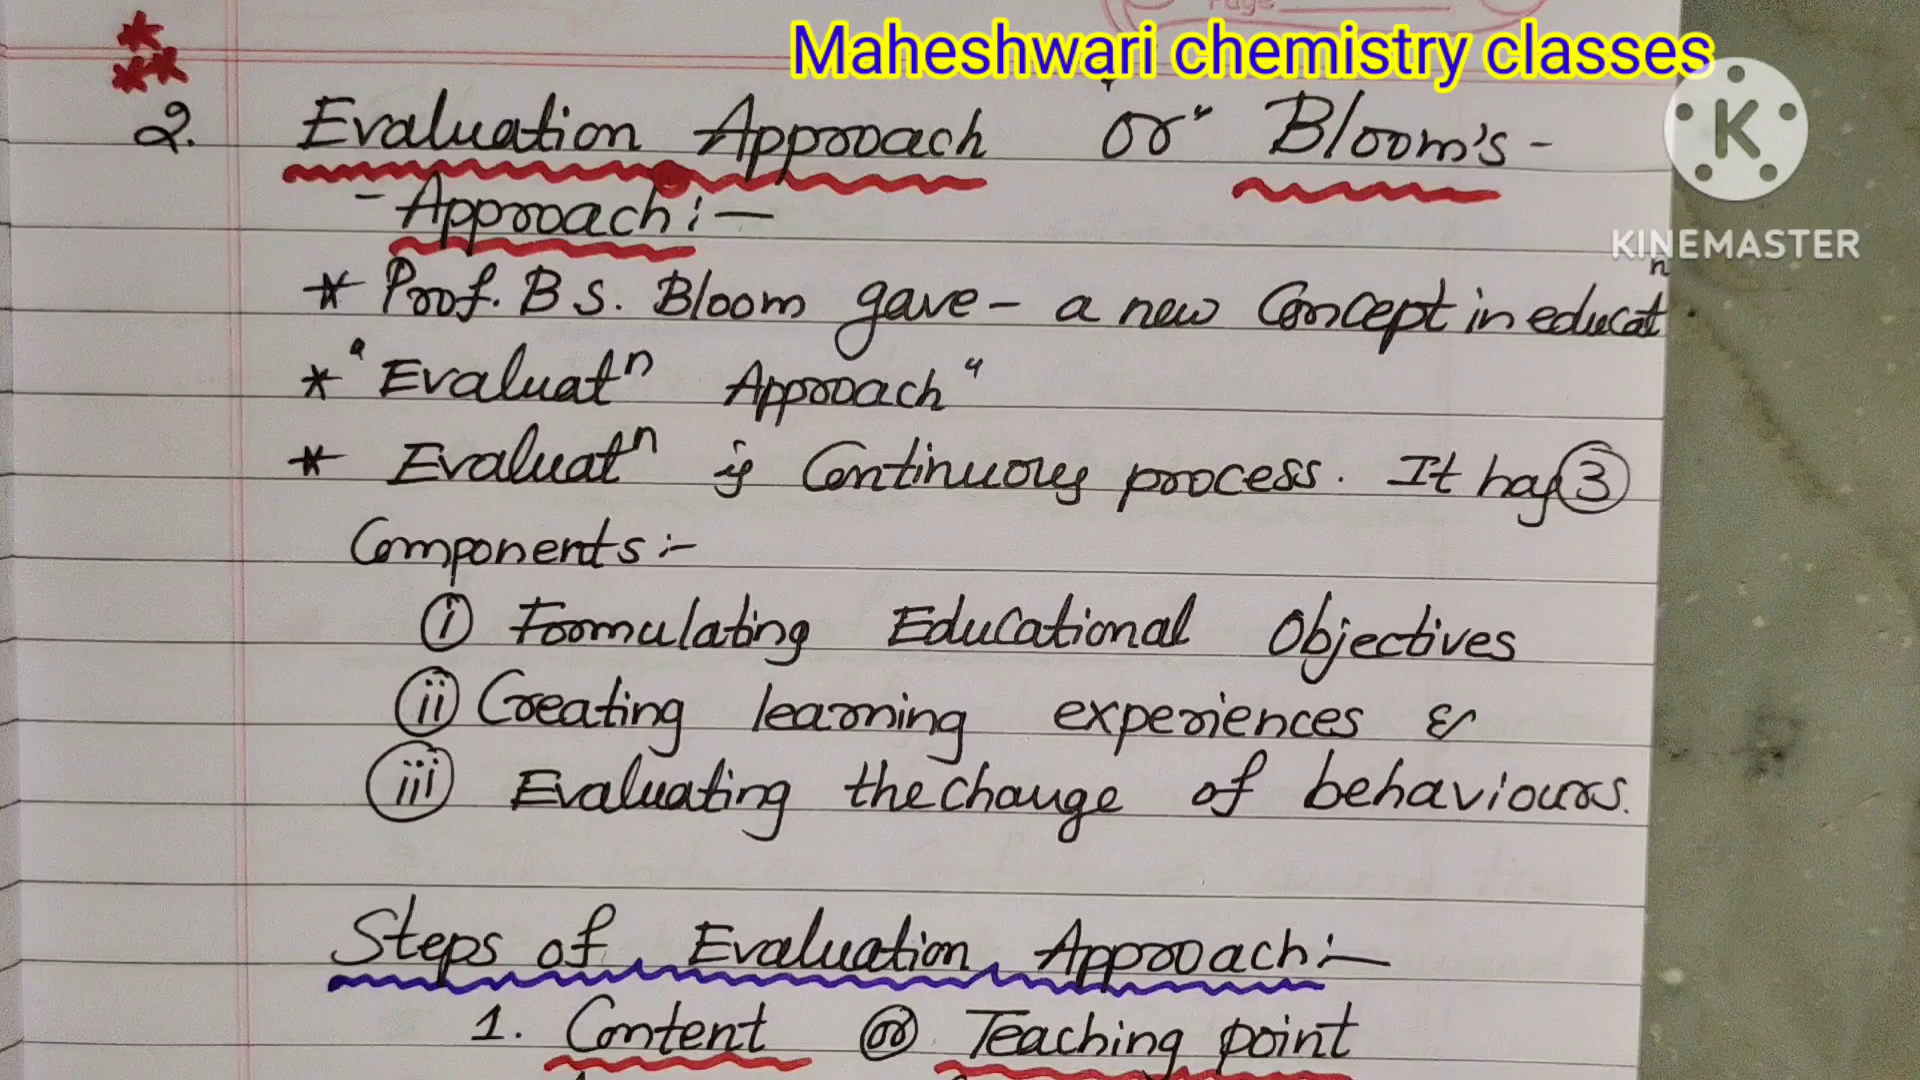 Page
Maheshwari chemistry classes
K
KINEMASTER
2. Evaluation Approach "or" Bloom's -
- Approach :-
* Prof. B S. Bloom gave - a new Concept in educatⁿ
* "Evaluatⁿ Approach"
* Evaluatⁿ is Continuous process. It has 3
Components :-
(i) Formulating Educational Objectives
(ii) Creating learning experiences &
(iii) Evaluating the change of behaviours.
Steps of Evaluation Approach :-
1. Content or Teaching point